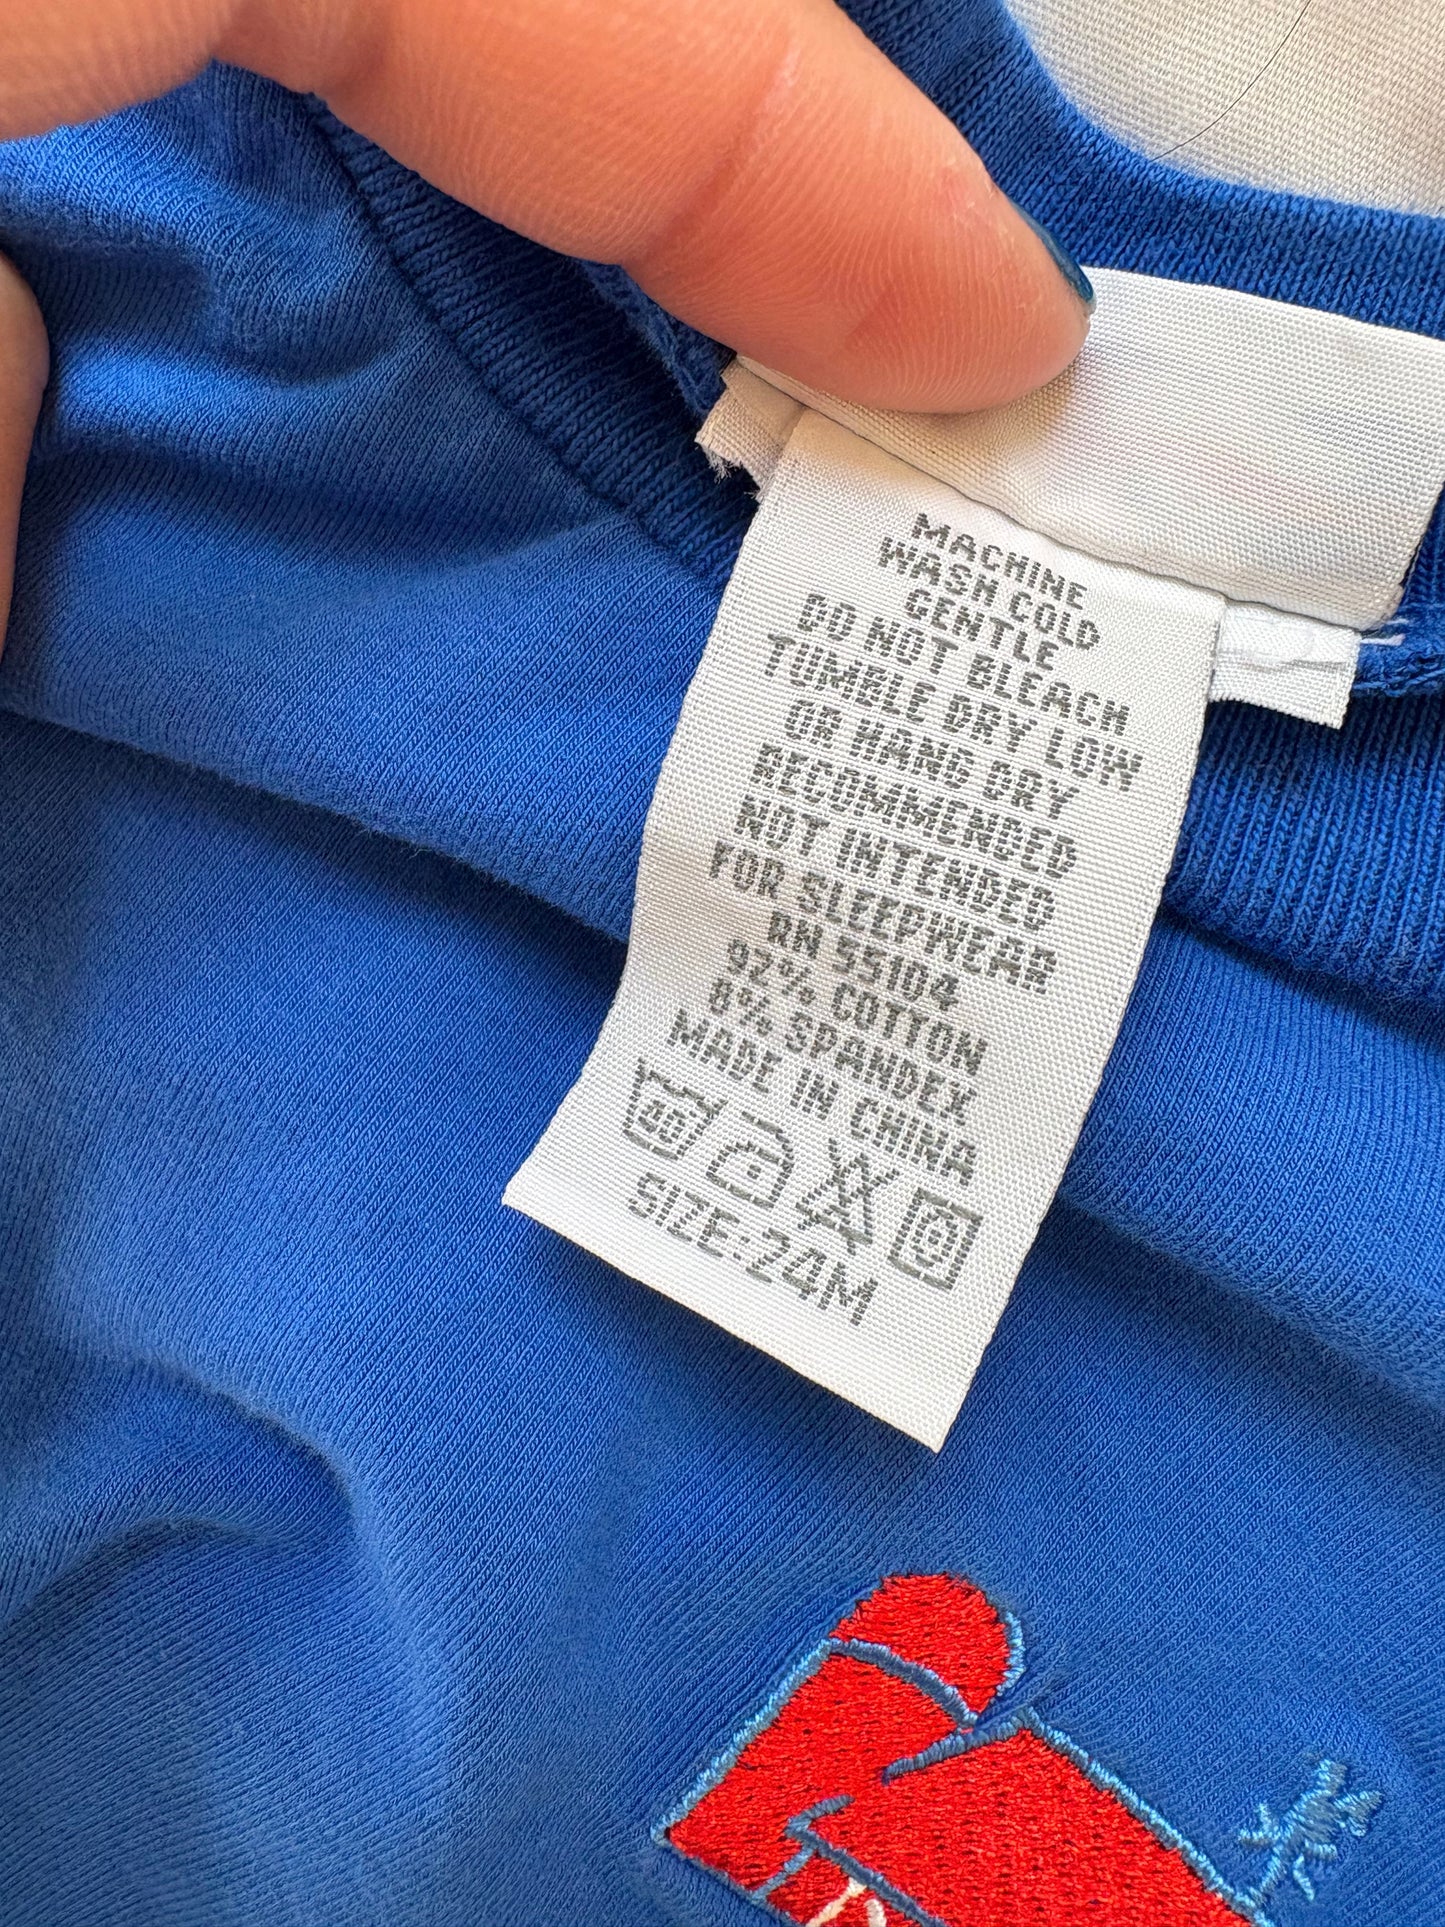 MACHINE
WASH COLD
GENTLE
DO NOT BLEACH
TUMBLE DRY LOW
OR HANG DRY
RECOMMENDED
NOT INTENDED
FOR SLEEPWEAR
RN 55104
92% COTTON
8% SPANDEX
MADE IN CHINA
40
SIZE:24M